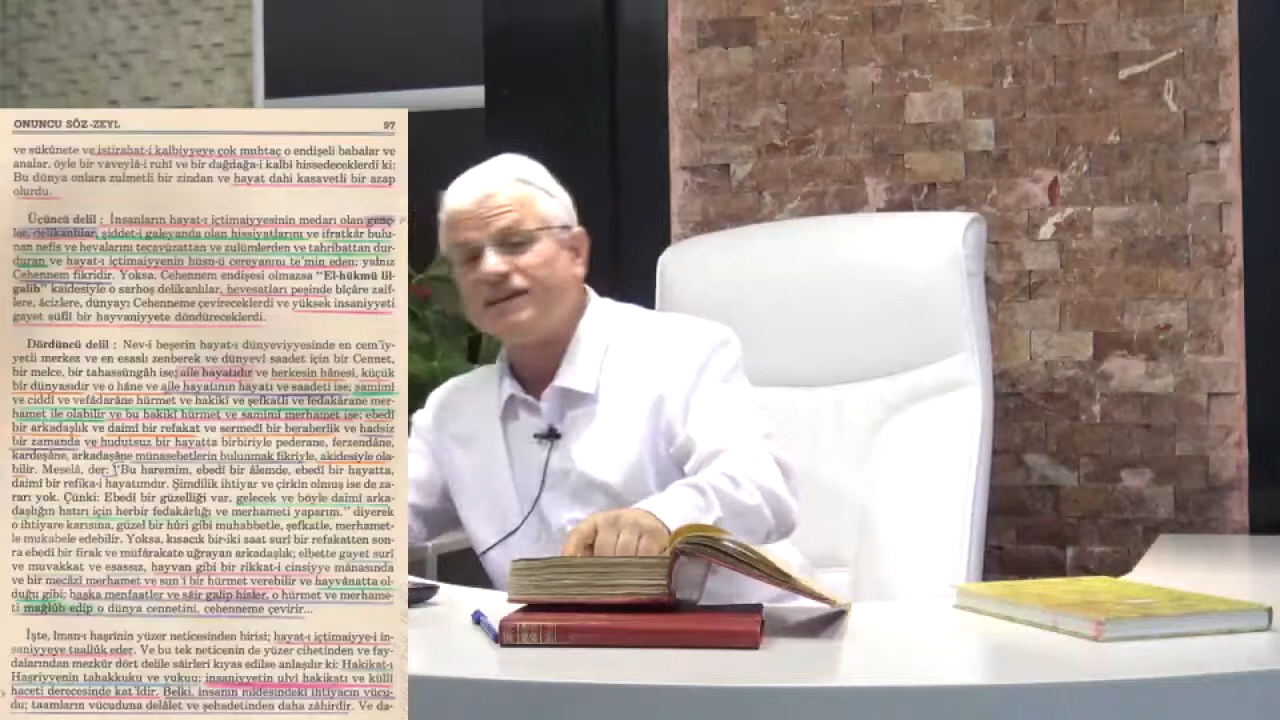 ONUNCU SÖZ-ZEYL 97
ve sükûnete ve istirahat-i kalbiyyeye çok muhtaç o endişeli babalar ve
analar, öyle bir vaveylâ-i ruhî ve bir dağdağa-i kalbî hissedeceklerdi ki:
Bu dünya onlara zulmetli bir zindan ve hayat dahi kasavetli bir azap
olurdu.
Üçüncü delil : İnsanların hayat-ı içtimaiyyesinin medarı olan genç-
ler, delikanlılar, şiddet-i galeyanda olan hissiyatlarını ve ifratkâr bulu-
nan nefis ve hevalarını tecavüzattan ve zulümlerden ve tahribattan dur-
duran ve hayat-ı içtimaiyyenin hüsn-ü cereyanını te'min eden; yalnız
Cehennem fikridir. Yoksa, Cehennem endişesi olmazsa "El-hükmü lil-
galib" kaidesiyle o sarhoş delikanlılar, hevesatları peşinde bîçâre zaîf-
lere, âcizlere, dünyayı Cehenneme çevireceklerdi ve yüksek insaniyyeti
gayet süflî bir hayvaniyyete döndüreceklerdi.
Dördüncü delil : Nev-i beşerin hayat-ı dünyeviyyesinde en cem'iy-
yetli merkez ve en esaslı zenberek ve dünyevî saadet için bir Cennet,
bir melce, bir tahassüngâh ise; aile hayatıdır ve herkesin hânesi, küçük
bir dünyasıdır ve o hâne ve aile hayatının hayatı ve saadeti ise; samimî
ve ciddî ve vefâdarâne hürmet ve hakikî ve şefkatli ve fedakârane mer-
hamet ile olabilir ve bu hakikî hürmet ve samimî merhamet ise; ebedî
bir arkadaşlık ve daimî bir refakat ve sermedî bir beraberlik ve hadsiz
bir zamanda ve hudutsuz bir hayatta birbiriyle pederane, ferzendâne,
kardeşâne, arkadaşâne münasebetlerin bulunmak fikriyle, akidesiyle ola-
bilir. Meselâ, der: "Bu haremim, ebedî bir âlemde, ebedî bir hayatta,
daimî bir refika-i hayatımdır. Şimdilik ihtiyar ve çirkin olmuş ise de za-
rarı yok. Çünki: Ebedî bir güzelliği var, gelecek ve böyle daimî arka-
daşlığın hatırı için herbir fedakârlığı ve merhameti yaparım." diyerek
o ihtiyare karısına, güzel bir hûri gibi muhabbetle, şefkatle, merhamet-
le mukabele edebilir. Yoksa, kısacık bir-iki saat surî bir refakatten son-
ra ebedî bir firak ve müfârakate uğrayan arkadaşlık; elbette gayet surî
ve muvakkat ve esassız, hayvan gibi bir rikkat-i cinsiyye mânasında
ve bir mecâzî merhamet ve sun'î bir hürmet verebilir ve hayvânatta ol-
duğu gibi; başka menfaatler ve sâir galip hisler, o hürmet ve merhame-
ti mağlûb edip o dünya cennetini, cehenneme çevirir...
İşte, îman-ı haşrînin yüzer neticesinden birisi; hayat-ı içtimaiyye-i in-
saniyyeye taallûk eder. Ve bu tek neticenin de yüzer cihetinden ve fay-
dalarından mezkûr dört delile sâirleri kıyas edilse anlaşılır ki: Hakikat-ı
Haşriyyenin tahakkuku ve vukuu; insaniyyetin ulvî hakikatı ve küllî
haceti derecesinde kat'îdir. Belki, insanın midesindeki ihtiyacın vücu-
du; taamların vücuduna delâlet ve şehadetinden daha zâhirdir. Ve da-